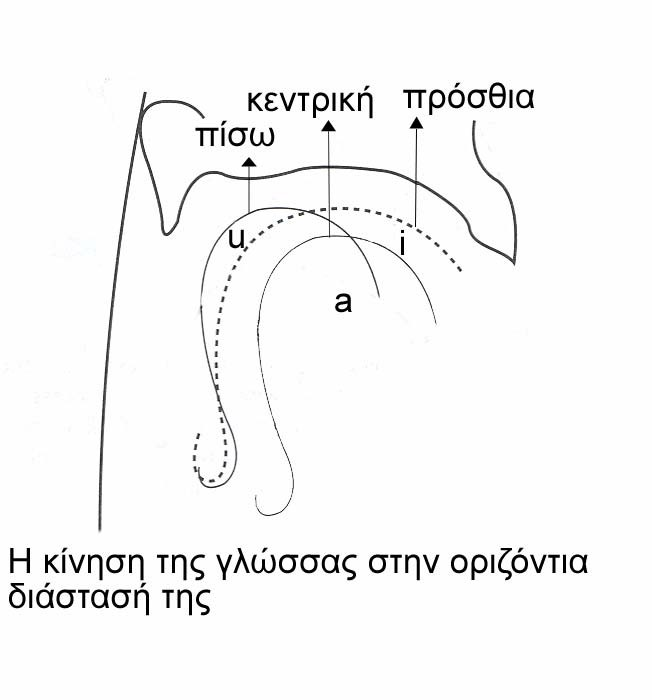 κεντρική πρόσθια
πίσω
u
i
a
Η κίνηση της γλώσσας στην οριζόντια
διάστασή της